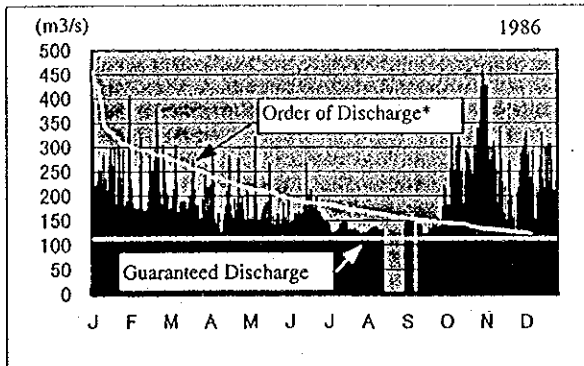 (m3/s) 1986
500
450
400
350
300
250
200
150
100
50
0
Order of Discharge*
Guaranteed Discharge
J F M A M J J A S O N D